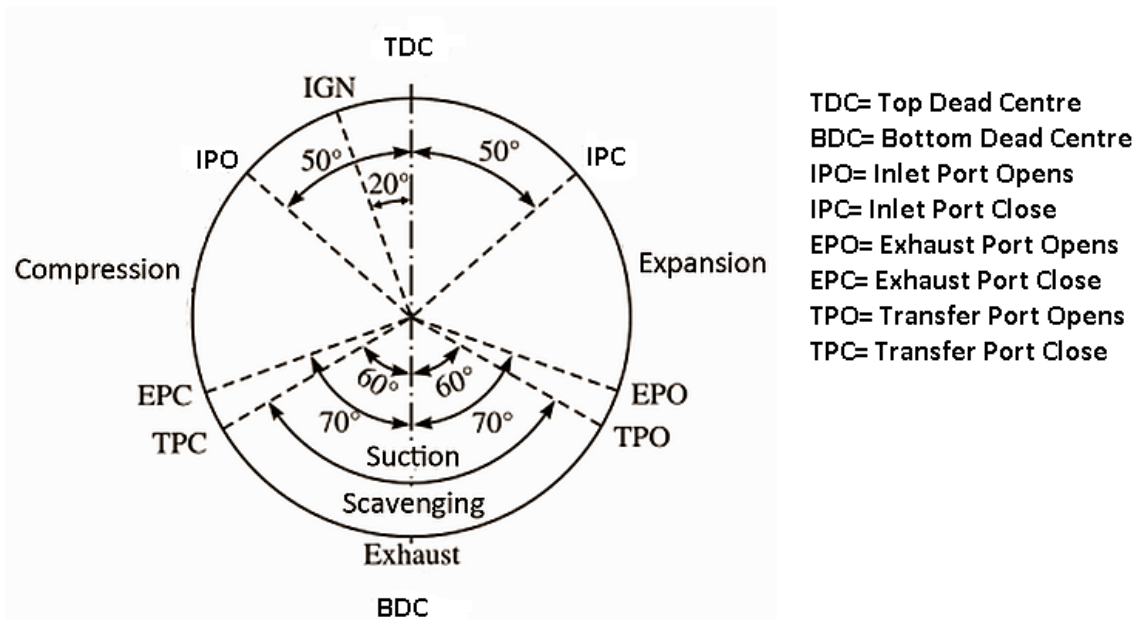 TDC
IGN
IPO
50°
50°
IPC
20°
Compression
Expansion
EPC
60°
60°
EPO
TPC
70°
70°
TPO
Suction
Scavenging
Exhaust
BDC
TDC= Top Dead Centre
BDC= Bottom Dead Centre
IPO= Inlet Port Opens
IPC= Inlet Port Close
EPO= Exhaust Port Opens
EPC= Exhaust Port Close
TPO= Transfer Port Opens
TPC= Transfer Port Close